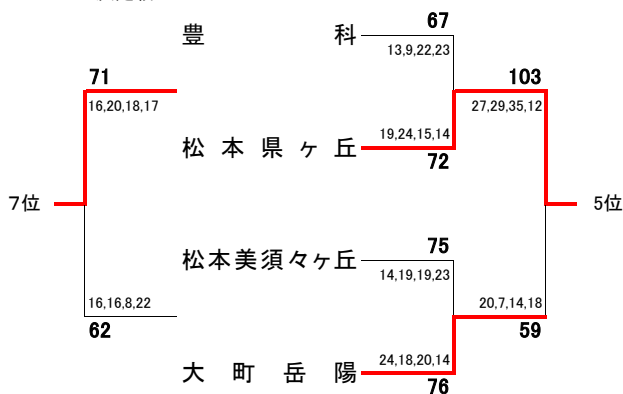 豊科
67
13,9,22,23
71
103
16,20,18,17
27,29,35,12
19,24,15,14
松本県ヶ丘
72
7位
5位
75
松本美須々ヶ丘
14,19,19,23
16,16,8,22
20,7,14,18
62
59
24,18,20,14
大町岳陽
76